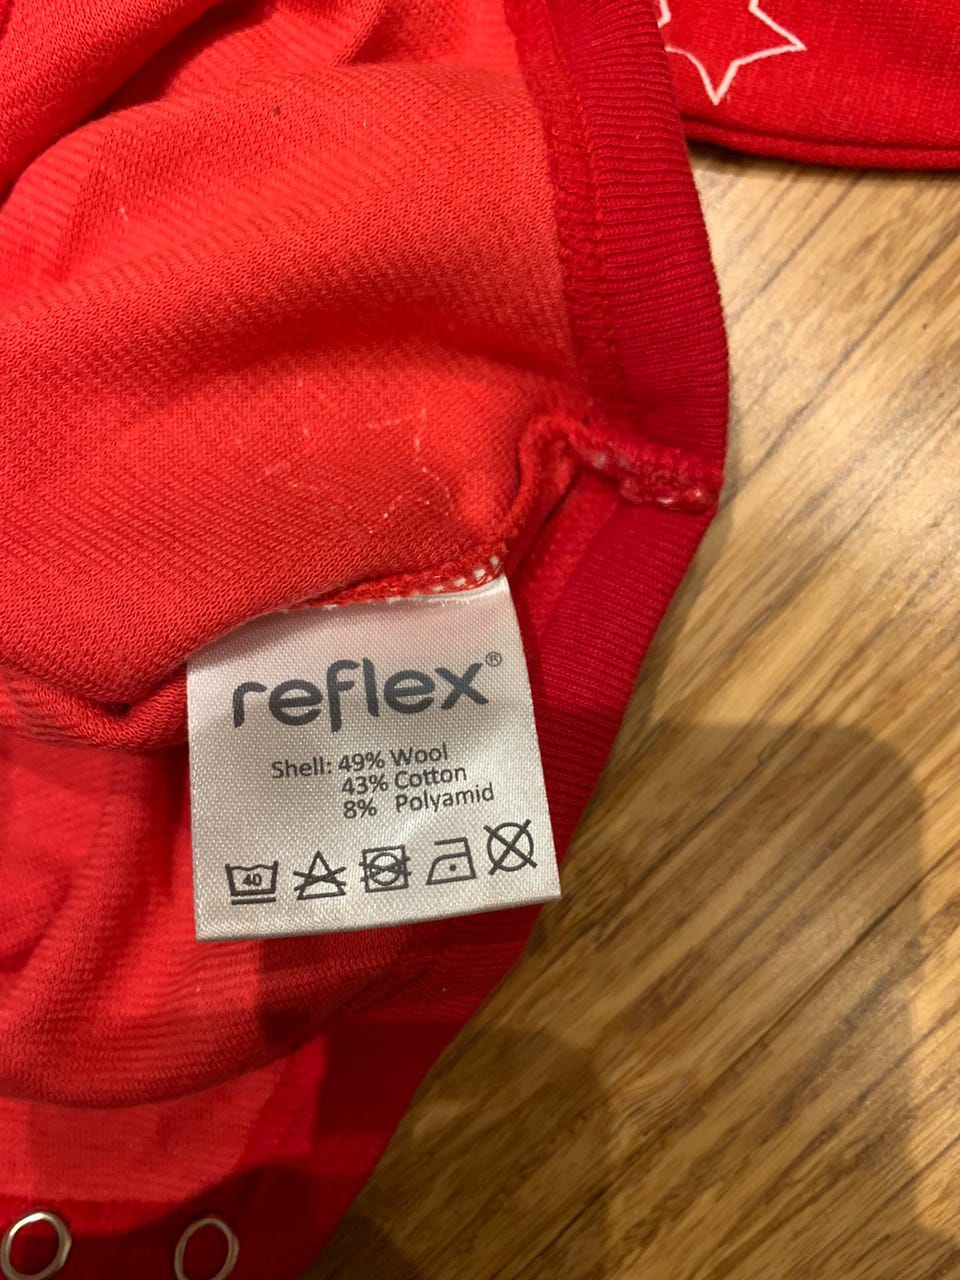 reflex®
Shell: 49% Wool
43% Cotton
8% Polyamid
40